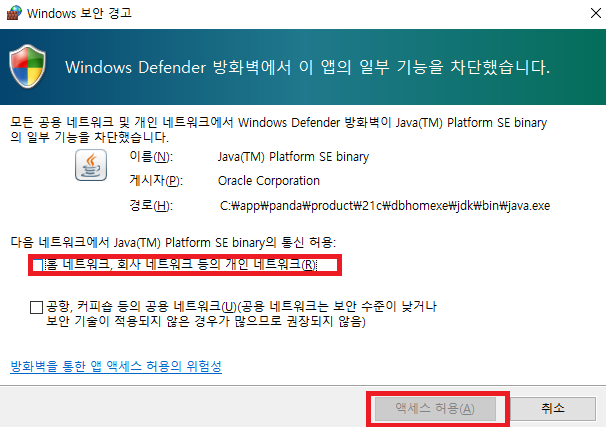 Windows 보안 경고
Windows Defender 방화벽에서 이 앱의 일부 기능을 차단했습니다.
모든 공용 네트워크 및 개인 네트워크에서 Windows Defender 방화벽이 Java(TM) Platform SE binary
의 일부 기능을 차단했습니다.
이름(N): Java(TM) Platform SE binary
게시자(P): Oracle Corporation
경로(H): C:₩app₩panda₩product₩21c₩dbhomexe₩jdk₩bin₩java.exe
다음 네트워크에서 Java(TM) Platform SE binary의 통신 허용:
홈 네트워크, 회사 네트워크 등의 개인 네트워크(R)
공항, 커피숍 등의 공용 네트워크(U)(공용 네트워크는 보안 수준이 낮거나
보안 기술이 적용되지 않은 경우가 많으므로 권장되지 않음)
방화벽을 통한 앱 액세스 허용의 위험성
액세스 허용(A) 취소